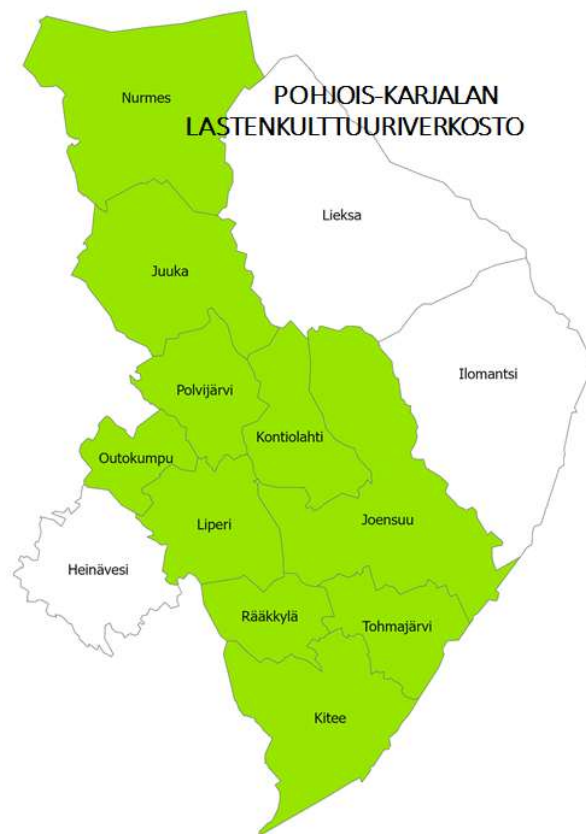 Nurmes
POHJOIS-KARJALAN
LASTENKULTTUURIVERKOSTO
Lieksa
Juuka
Ilomantsi
Polvijärvi
Kontiolahti
Outokumpu
Liperi
Joensuu
Heinävesi
Rääkkylä
Tohmajärvi
Kitee